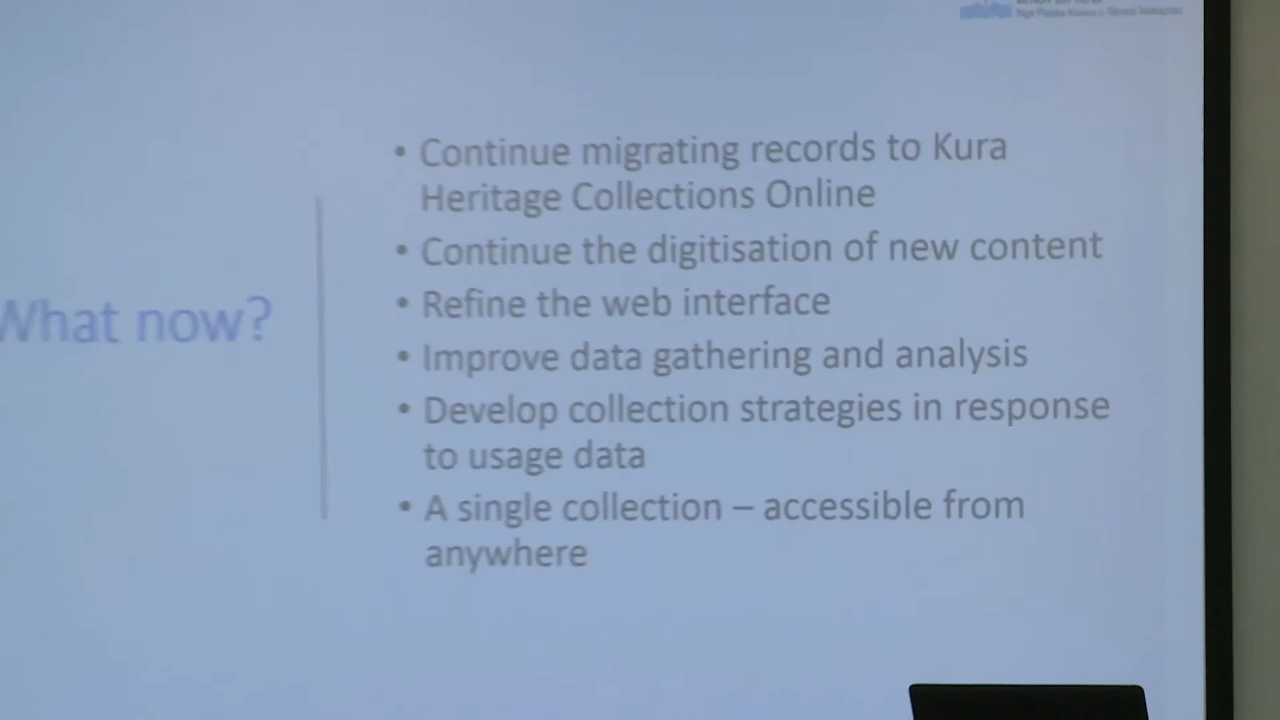 What now?
• Continue migrating records to Kura
Heritage Collections Online
• Continue the digitisation of new content
• Refine the web interface
• Improve data gathering and analysis
• Develop collection strategies in response
to usage data
• A single collection – accessible from
anywhere